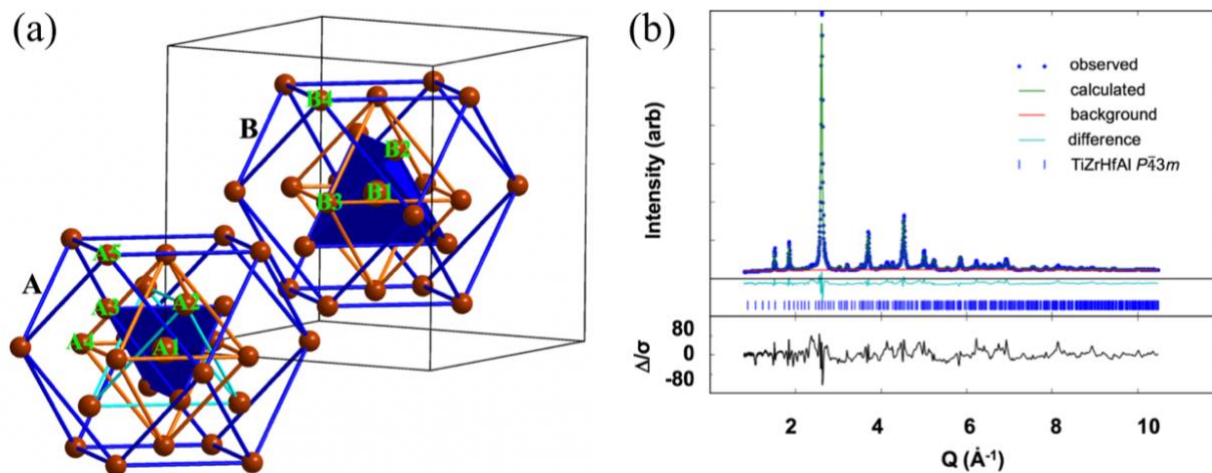 (a)
B4
B
B2
B1
B3
A5
A
A3
A2
A4
A1
(b)
observed
calculated
background
difference
TiZrHfAl P4̅3m
Intensity (arb)
80
0
-80
Δ/σ
2
4
6
8
10
Q (Å⁻¹)